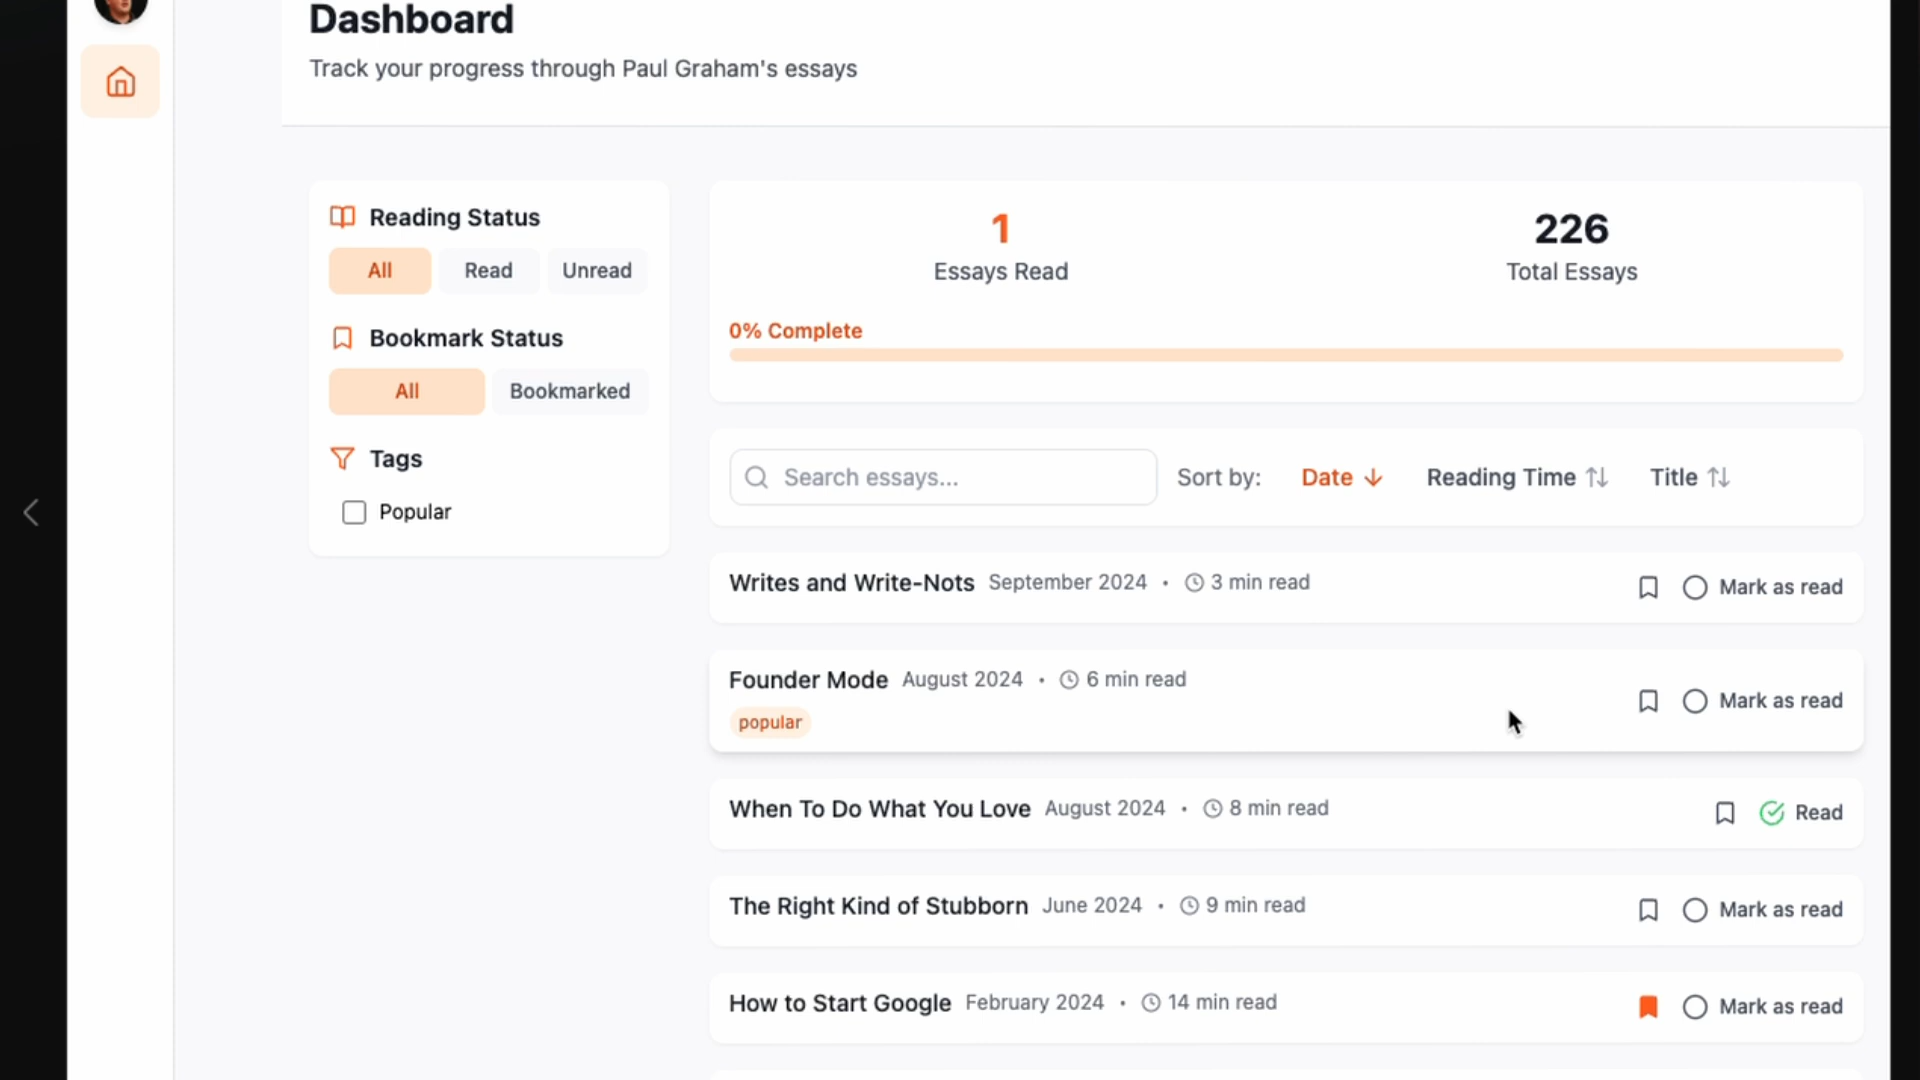 Dashboard
Track your progress through Paul Graham's essays
Reading Status
All Read Unread
Bookmark Status
All Bookmarked
Tags
Popular
1 226
Essays Read Total Essays
0% Complete
Search essays... Sort by: Date Reading Time Title
Writes and Write-Nots September 2024 • 3 min read Mark as read
Founder Mode August 2024 • 6 min read Mark as read
popular
When To Do What You Love August 2024 • 8 min read Read
The Right Kind of Stubborn June 2024 • 9 min read Mark as read
How to Start Google February 2024 • 14 min read Mark as read